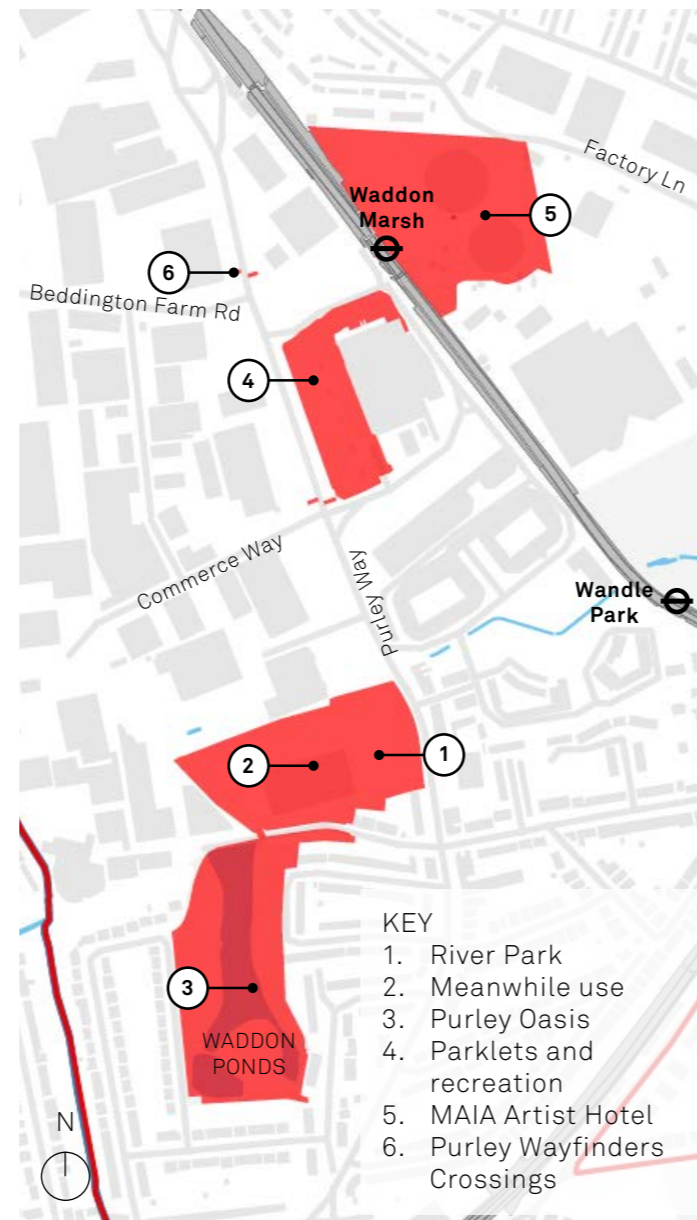 Factory Ln
Waddon
Marsh
5
6
Beddington Farm Rd
4
Commerce Way
Purley Way
Wandle
Park
1
2
3
WADDON
PONDS
N
KEY
1. River Park
2. Meanwhile use
3. Purley Oasis
4. Parklets and
recreation
5. MAIA Artist Hotel
6. Purley Wayfinders
Crossings